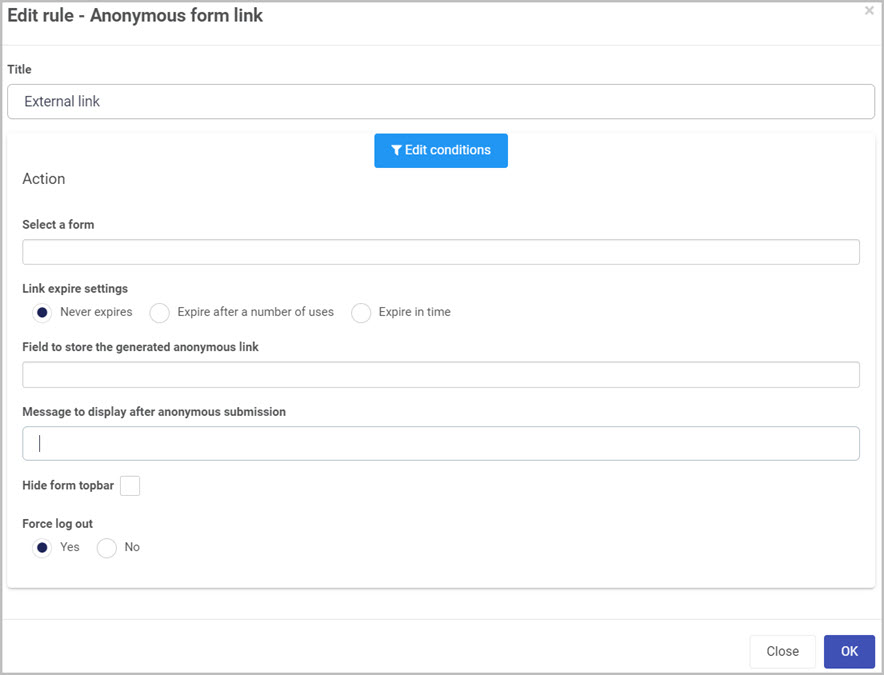 Edit rule - Anonymous form link
×
Title
External link
Edit conditions
Action
Select a form
Link expire settings
Never expires Expire after a number of uses Expire in time
Field to store the generated anonymous link
Message to display after anonymous submission
Hide form topbar
Force log out
Yes No
Close OK